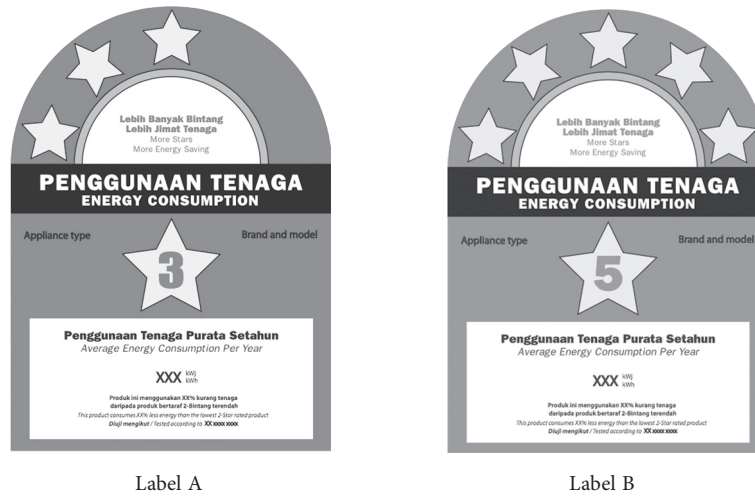 Lebih Banyak Bintang
Lebih Jimat Tenaga
More Stars
More Energy Saving
PENGGUNAAN TENAGA
ENERGY CONSUMPTION
Appliance type
Brand and model
3
Penggunaan Tenaga Purata Setahun
Average Energy Consumption Per Year
XXX kWj
kWh
Produk ini menggunakan XX% kurang tenaga
daripada produk bertaraf 2-Bintang terendah
This product consumes XX% less energy than the lowest 2-Star rated product
Diuji mengikut / Tested according to XX xxxx xxxx
Label A
Lebih Banyak Bintang
Lebih Jimat Tenaga
More Stars
More Energy Saving
PENGGUNAAN TENAGA
ENERGY CONSUMPTION
Appliance type
Brand and model
5
Penggunaan Tenaga Purata Setahun
Average Energy Consumption Per Year
XXX kWj
kWh
Produk ini menggunakan XX% kurang tenaga
daripada produk bertaraf 2-Bintang terendah
This product consumes XX% less energy than the lowest 2-Star rated product
Diuji mengikut / Tested according to XX xxxx xxxx
Label B